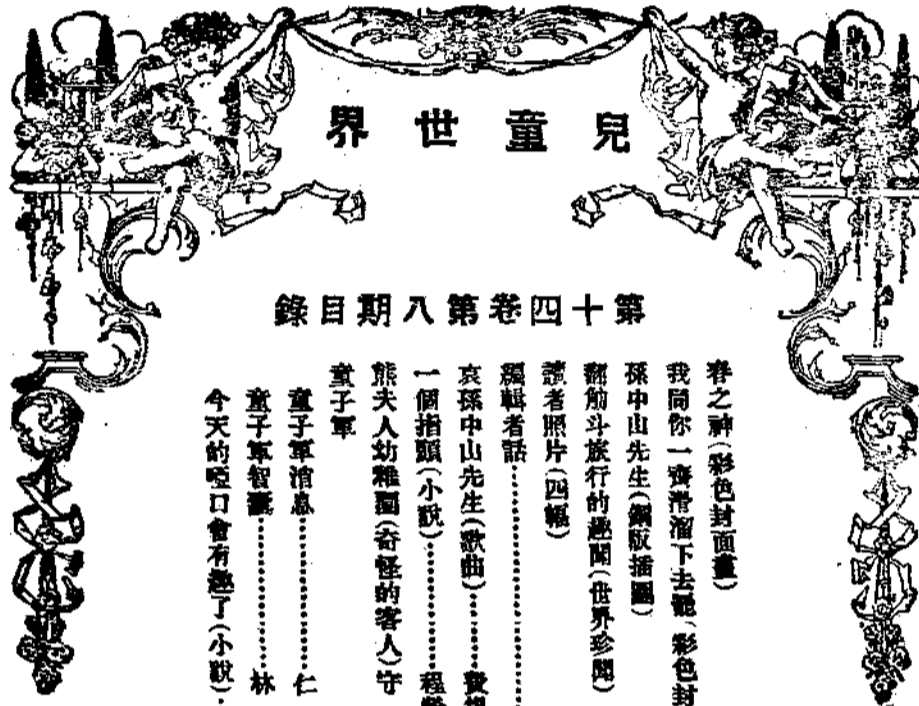 兒童世界
第十四卷第八期目錄
春之神(彩色封面畫)
我同你一齊滑溜下去罷(彩色封
孫中山先生(銅版插圖)
翻觔斗旅行的趣聞(世界珍聞)
讀者照片(四幅)
編輯者話
哀孫中山先生(歌曲)
一個指頭(小說)………程
熊夫人幼稚園(奇怪的客人)守
童子軍
童子軍消息………仁
童子軍智囊………林
今天的啞口會有趣了(小說)